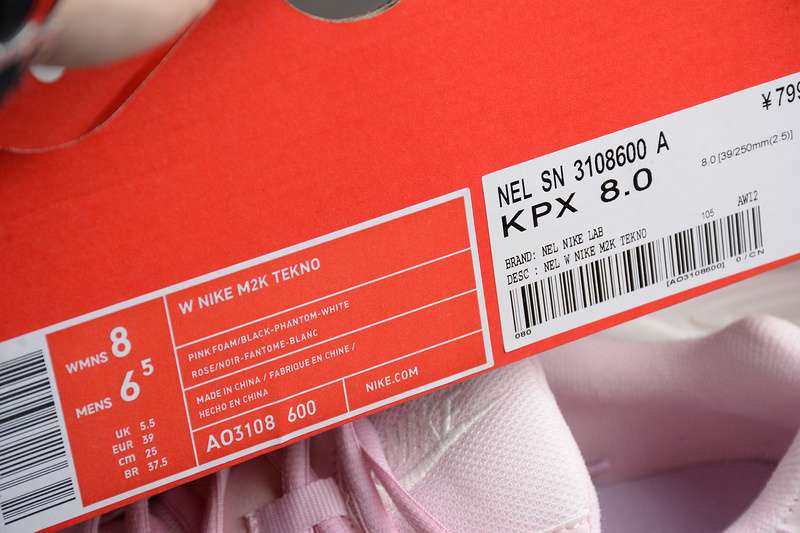 WMNS 8
MENS 6.5
UK 5.5
EUR 39
cm 25
BR 37.5
W NIKE M2K TEKNO
PINK FOAM/BLACK-PHANTOM-WHITE
ROSE/NOIR-FANTOME-BLANC
MADE IN CHINA / FABRIQUE EN CHINE /
HECHO EN CHINA
AO3108 600
NIKE.COM
¥799
NEL SN 3108600 A
8.0 [39/250mm(2.5)]
KPX 8.0
105 AW12
BRAND: NEL NIKE LAB
DESC : NEL W NIKE M2K TEKNO
080 [AO3108600] 0/CN